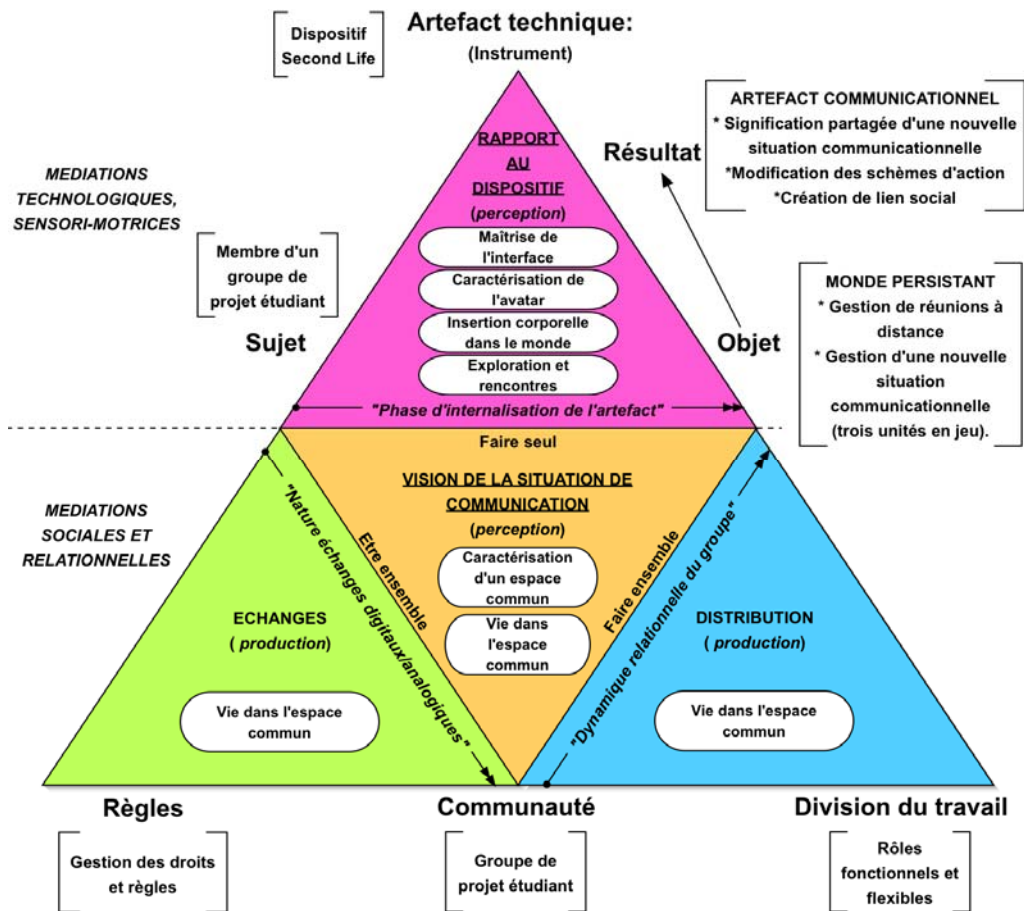 Artefact technique:
(Instrument)
Dispositif
Second Life
MEDIATIONS
TECHNOLOGIQUES,
SENSORI-MOTRICES
RAPPORT
AU
DISPOSITIF
(perception)
Maîtrise de
l'interface
Caractérisation de
l'avatar
Insertion corporelle
dans le monde
Exploration et
rencontres
"Phase d'internalisation de l'artefact"
Résultat
ARTEFACT COMMUNICATIONNEL
* Signification partagée d'une nouvelle
situation communicationnelle
*Modification des schèmes d'action
*Création de lien social
Membre d'un
groupe de
projet étudiant
Sujet
Objet
MONDE PERSISTANT
* Gestion de réunions à
distance
* Gestion d'une nouvelle
situation
communicationnelle
(trois unités en jeu).
MEDIATIONS
SOCIALES ET
RELATIONNELLES
Faire seul
VISION DE LA SITUATION DE
COMMUNICATION
(perception)
Caractérisation
d'un espace
commun
Vie dans
l'espace
commun
Etre ensemble
Faire ensemble
"Nature échanges digitaux/analogiques"
"Dynamique relationnelle du groupe"
ECHANGES
( production)
Vie dans l'espace
commun
DISTRIBUTION
( production)
Vie dans l'espace
commun
Règles
Gestion des droits
et règles
Communauté
Groupe de
projet étudiant
Division du travail
Rôles
fonctionnels et
flexibles